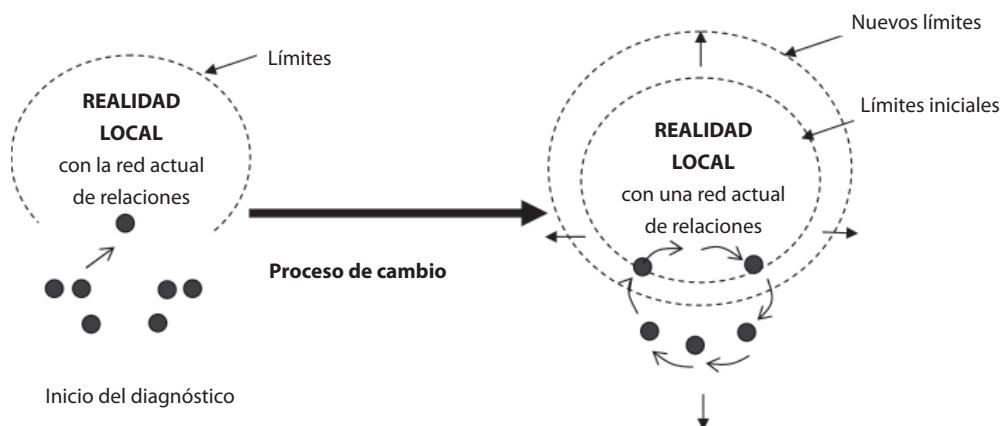 Límites
REALIDAD
LOCAL
con la red actual
de relaciones
Inicio del diagnóstico
Proceso de cambio
Nuevos límites
Límites iniciales
REALIDAD
LOCAL
con una red actual
de relaciones